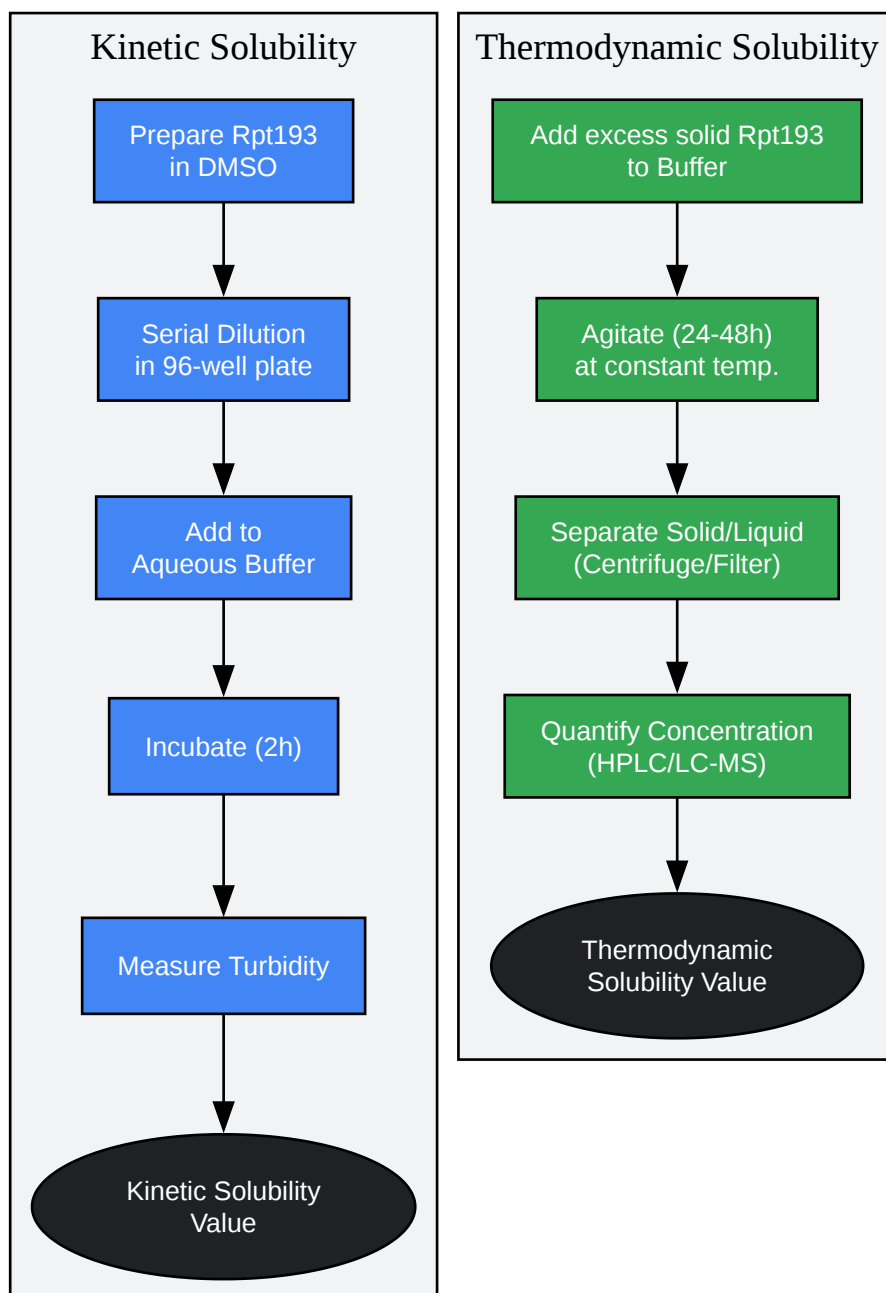 Kinetic Solubility
Prepare Rpt193
in DMSO
Serial Dilution
in 96-well plate
Add to
Aqueous Buffer
Incubate (2h)
Measure Turbidity
Kinetic Solubility
Value
Thermodynamic Solubility
Add excess solid Rpt193
to Buffer
Agitate (24-48h)
at constant temp.
Separate Solid/Liquid
(Centrifuge/Filter)
Quantify Concentration
(HPLC/LC-MS)
Thermodynamic
Solubility Value